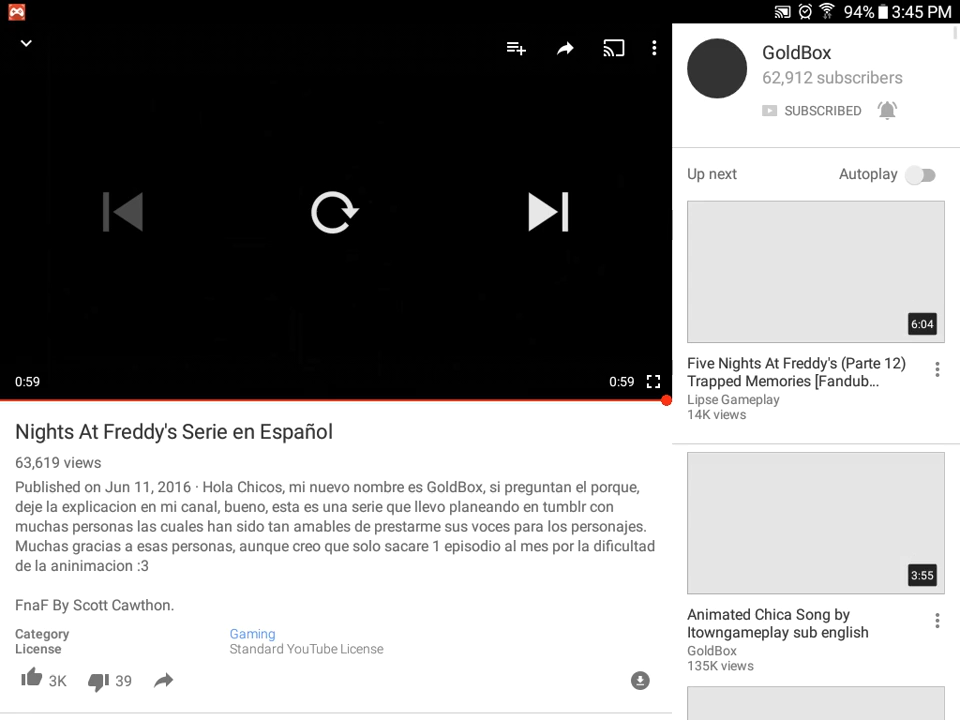 94% 3:45 PM
0:59
0:59
Nights At Freddy's Serie en Español
63,619 views
Published on Jun 11, 2016 · Hola Chicos, mi nuevo nombre es GoldBox, si preguntan el porque,
deje la explicacion en mi canal, bueno, esta es una serie que llevo planeando en tumblr con
muchas personas las cuales han sido tan amables de prestarme sus voces para los personajes.
Muchas gracias a esas personas, aunque creo que solo sacare 1 episodio al mes por la dificultad
de la aninimacion :3
FnaF By Scott Cawthon.
Category Gaming
License Standard YouTube License
3K 39
GoldBox
62,912 subscribers
SUBSCRIBED
Up next Autoplay
6:04
Five Nights At Freddy's (Parte 12)
Trapped Memories [Fandub...
Lipse Gameplay
14K views
3:55
Animated Chica Song by
Itowngameplay sub english
GoldBox
135K views